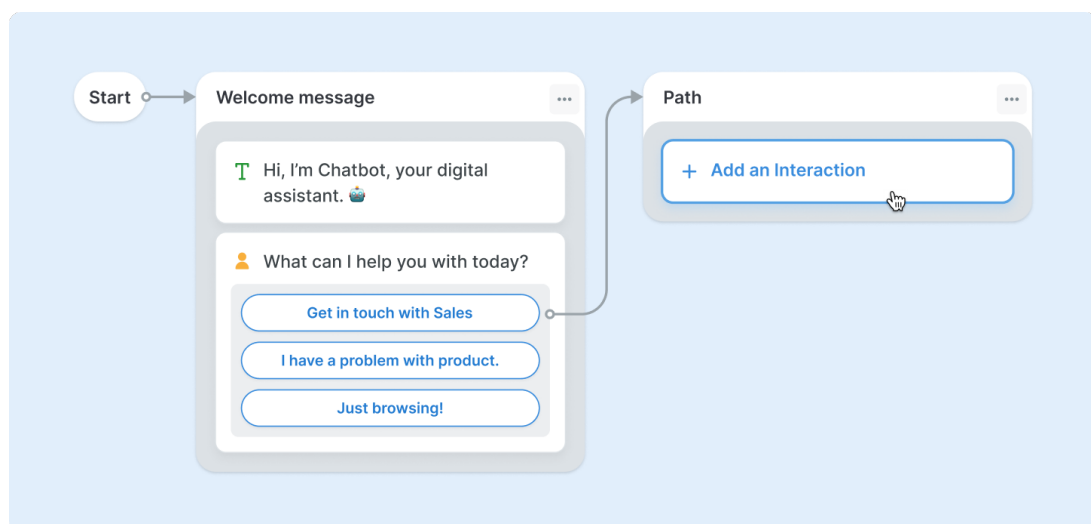 Start
Welcome message
Hi, I’m Chatbot, your digital
assistant. 🤖
What can I help you with today?
Get in touch with Sales
I have a problem with product.
Just browsing!
Path
+ Add an Interaction